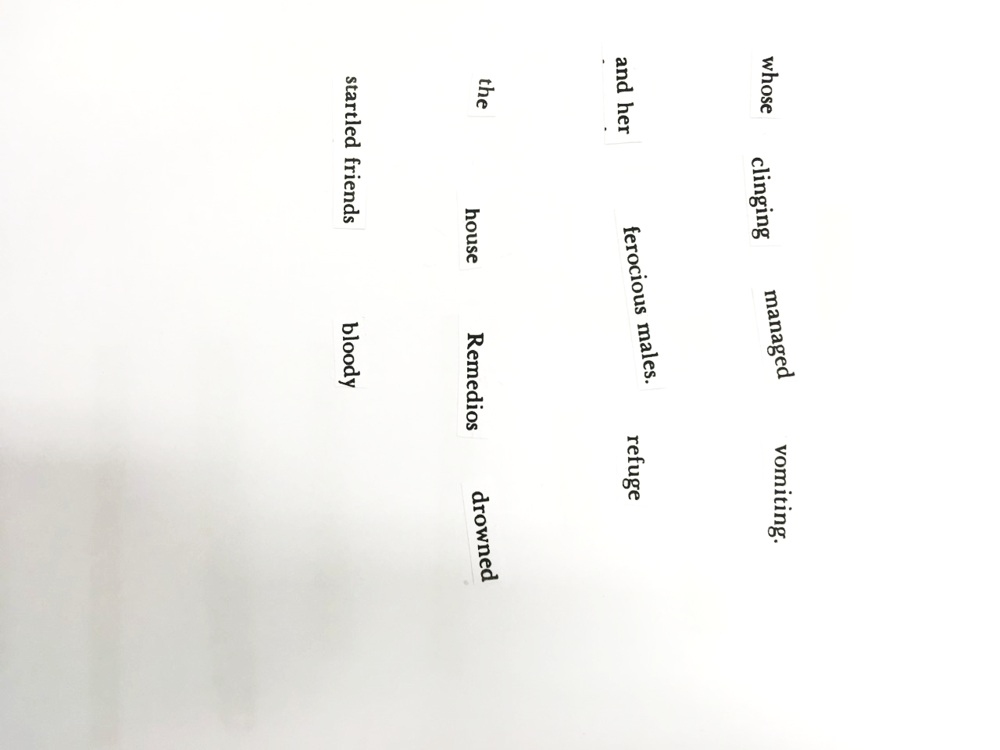 whose clinging managed vomiting.
and her ferocious males. refuge
the house Remedios drowned
startled friends bloody